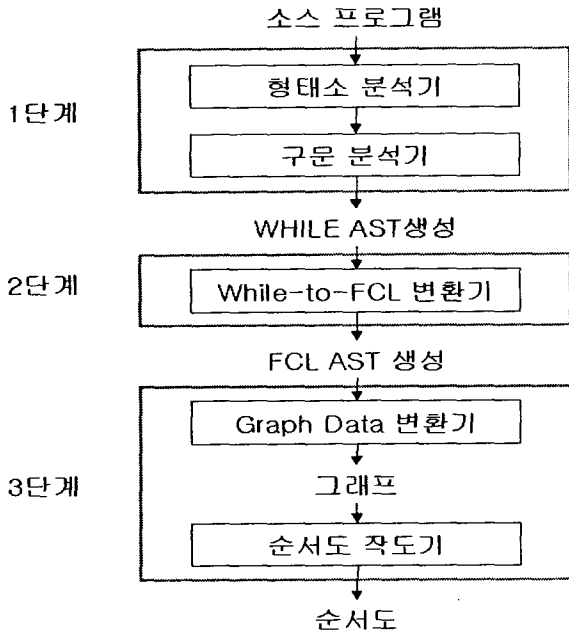 소스 프로그램
형태소 분석기
1단계
구문 분석기
WHILE AST생성
2단계
While-to-FCL 변환기
FCL AST 생성
Graph Data 변환기
그래프
3단계
순서도 작도기
순서도